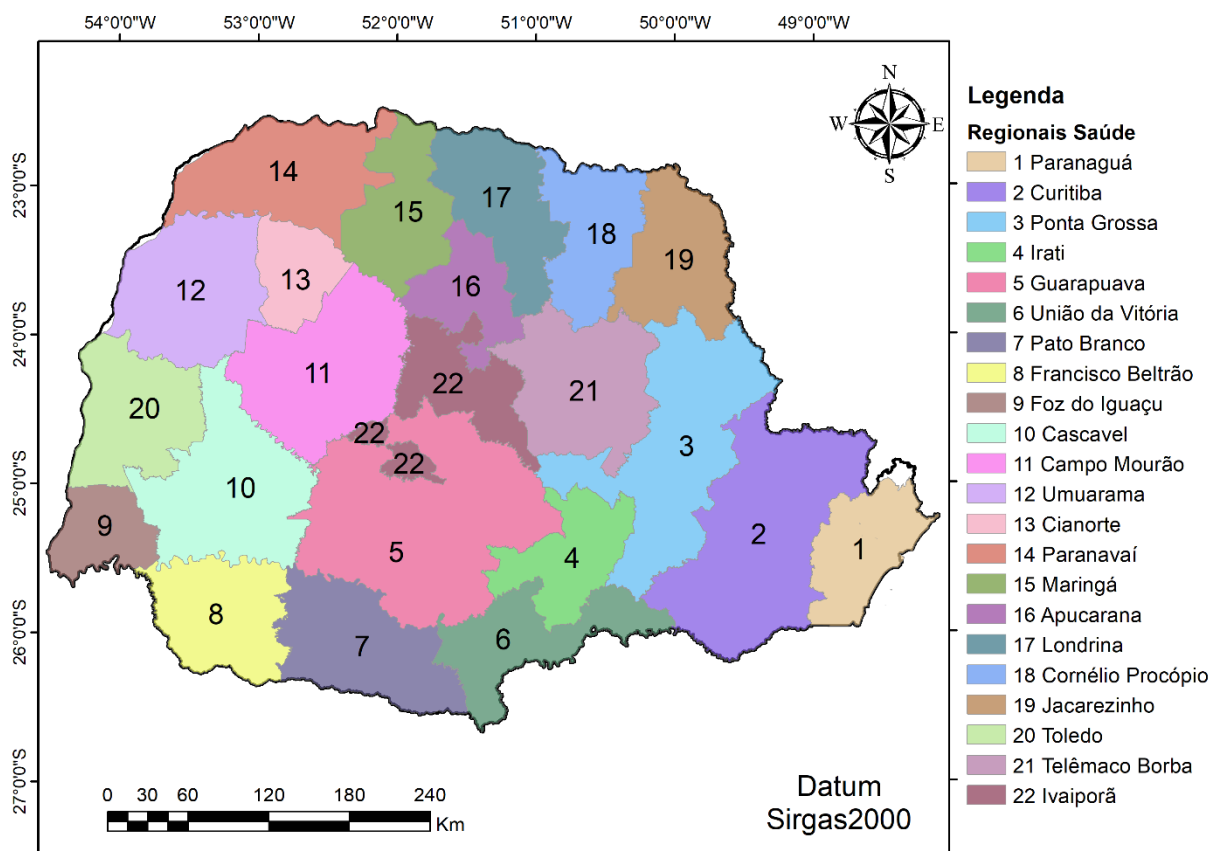 54°0'0"W 53°0'0"W 52°0'0"W 51°0'0"W 50°0'0"W 49°0'0"W
23°0'0"S
24°0'0"S
25°0'0"S
26°0'0"S
27°0'0"S
N
W E
S
14
15
17
18
19
13
12
16
11
22
21
20
22
22
3
10
9
5
4
2
1
8
7
6
0 30 60 120 180 240
Km
Datum
Sirgas2000
Legenda
Regionais Saúde
1 Paranaguá
2 Curitiba
3 Ponta Grossa
4 Irati
5 Guarapuava
6 União da Vitória
7 Pato Branco
8 Francisco Beltrão
9 Foz do Iguaçu
10 Cascavel
11 Campo Mourão
12 Umuarama
13 Cianorte
14 Paranavaí
15 Maringá
16 Apucarana
17 Londrina
18 Cornélio Procópio
19 Jacarezinho
20 Toledo
21 Telêmaco Borba
22 Ivaiporã